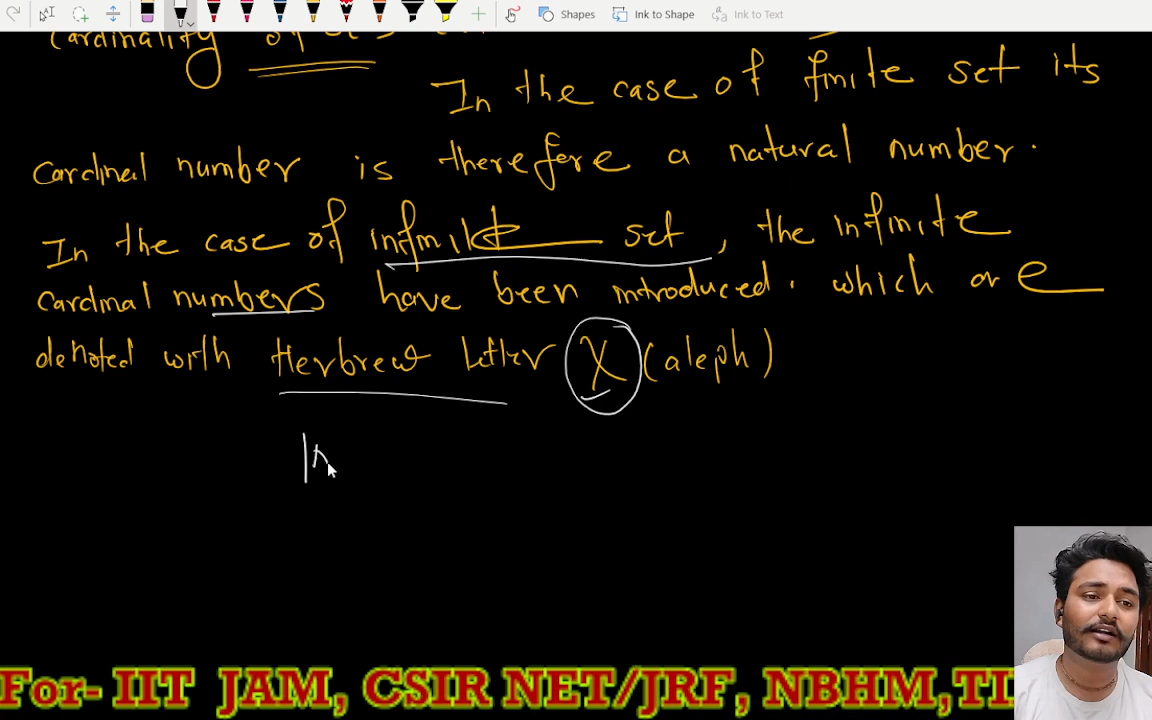 Shapes Ink to Shape Ink to Text
Cardinality of
In the case of finite set its
Cardinal number is therefore a natural number.
In the case of infinite set, the infinite
cardinal numbers have been introduced. which are
denoted with Herbrew letter ℵ (aleph)
For- IIT JAM, CSIR NET/JRF, NBHM,TI